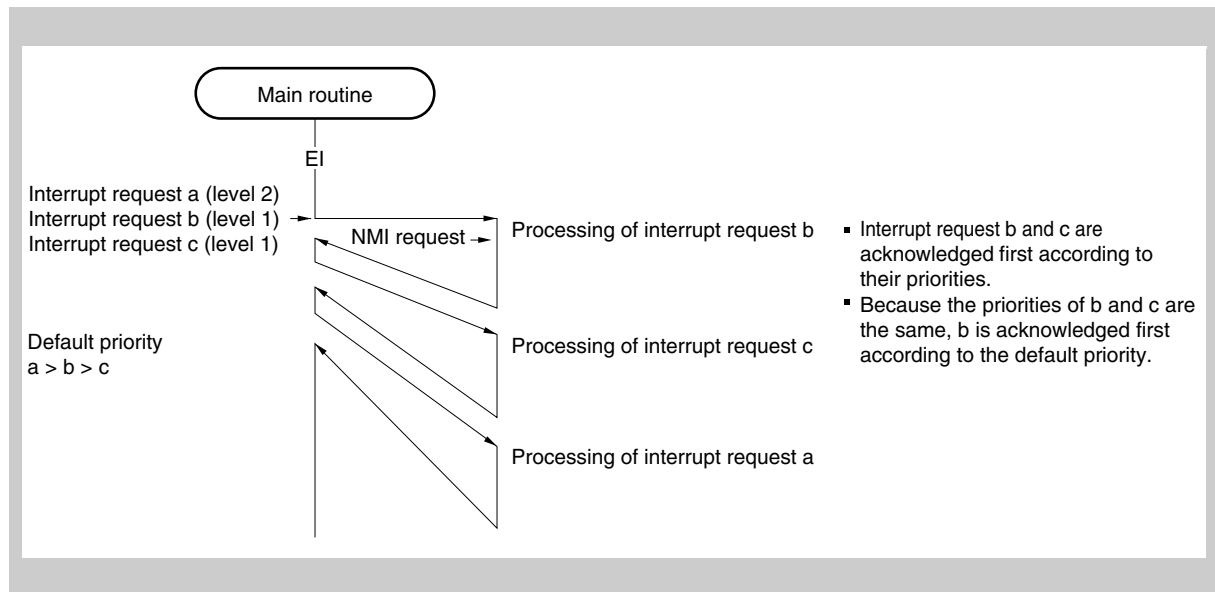 Main routine
EI
Interrupt request a (level 2)
Interrupt request b (level 1)
Interrupt request c (level 1)
NMI request
Processing of interrupt request b
▪ Interrupt request b and c are
acknowledged first according to
their priorities.
▪ Because the priorities of b and c are
the same, b is acknowledged first
according to the default priority.
Default priority
a > b > c
Processing of interrupt request c
Processing of interrupt request a